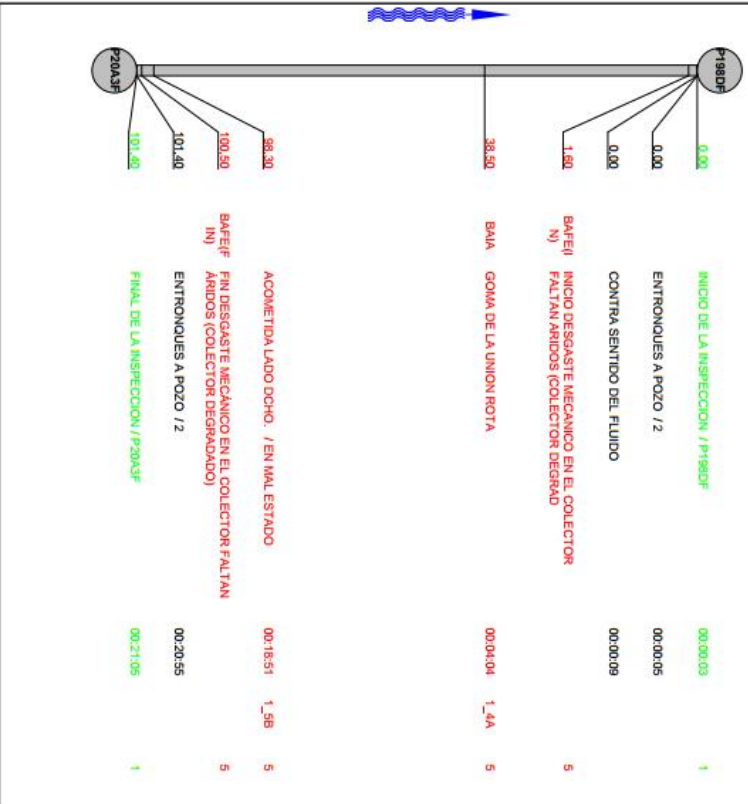 P198DF
0.00 INICIO DE LA INSPECCION / P198DF 00:00:03 1
0.00 ENTRONQUES A POZO / 2 00:00:05
0.00 CONTRA SENTIDO DEL FLUIDO 00:00:09
1.60 BAFE(I INICIO DESGASTE MECANICO EN EL COLECTOR 5
N) FALTAN ARIDOS (COLECTOR DEGRAD
38.50 BAIA GOMA DE LA UNION ROTA 00:04:04 1_4A 5
98.30 ACOMETIDA LADO DCHO. / EN MAL ESTADO 00:18:51 1_5B 5
100.50 BAFE(F FIN DESGASTE MECÁNICO EN EL COLECTOR FALTAN 5
IN) ÁRIDOS (COLECTOR DEGRADADO)
101.40 ENTRONQUES A POZO / 2 00:20:55
101.40 FINAL DE LA INSPECCION / P20A3F 00:21:05 1
P20A3F